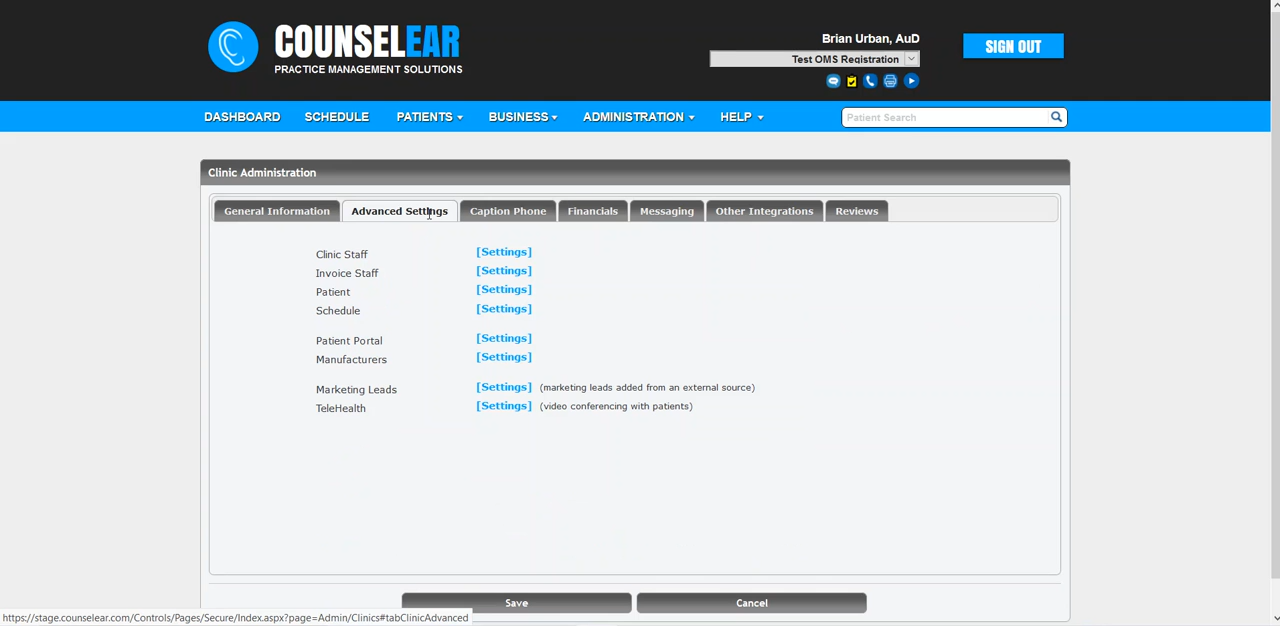 COUNSELEAR
PRACTICE MANAGEMENT SOLUTIONS
Brian Urban, AuD
Test OMS Registration
SIGN OUT
DASHBOARD SCHEDULE PATIENTS BUSINESS ADMINISTRATION HELP Patient Search
Clinic Administration
General Information Advanced Settings Caption Phone Financials Messaging Other Integrations Reviews
Clinic Staff [Settings]
Invoice Staff [Settings]
Patient [Settings]
Schedule [Settings]
Patient Portal [Settings]
Manufacturers [Settings]
Marketing Leads [Settings] (marketing leads added from an external source)
TeleHealth [Settings] (video conferencing with patients)
Save Cancel
https://stage.counselear.com/Controls/Pages/Secure/Index.aspx?page=Admin/Clinics#tabClinicAdvanced